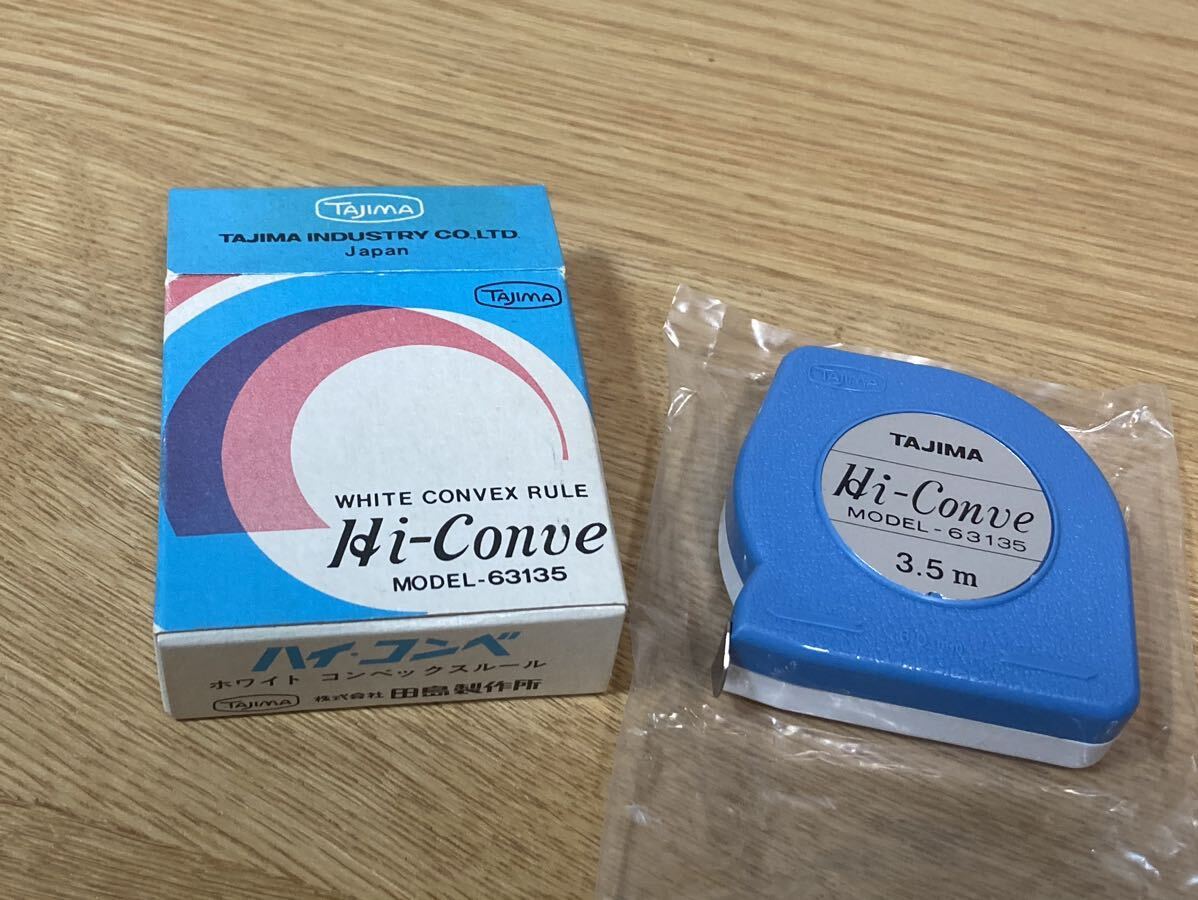 TAJIMA
TAJIMA INDUSTRY CO.,LTD.
Japan
TAJIMA
WHITE CONVEX RULE
Hi-Conve
MODEL-63135
ハイ・コンベ
ホワイト コンベックスルール
TAJIMA 株式会社 田島製作所
TAJIMA
TAJIMA
Hi-Conve
MODEL-63135
3.5m